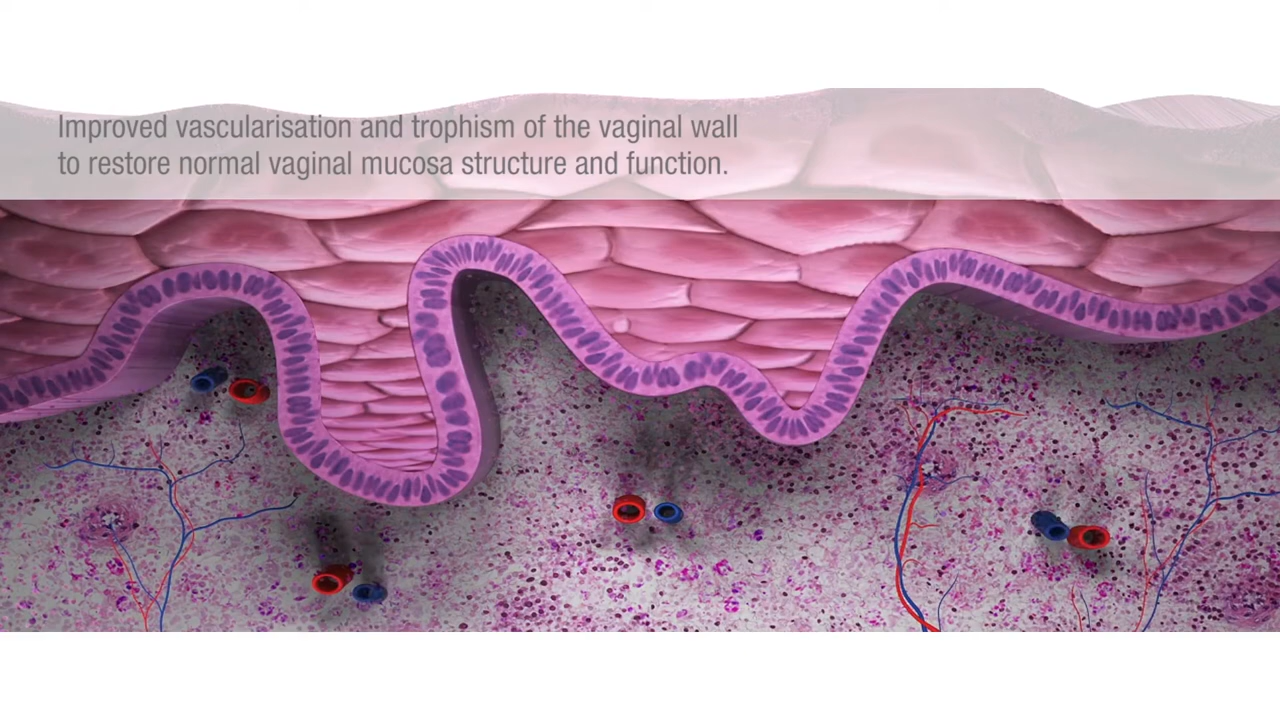 Improved vascularisation and trophism of the vaginal wall
to restore normal vaginal mucosa structure and function.